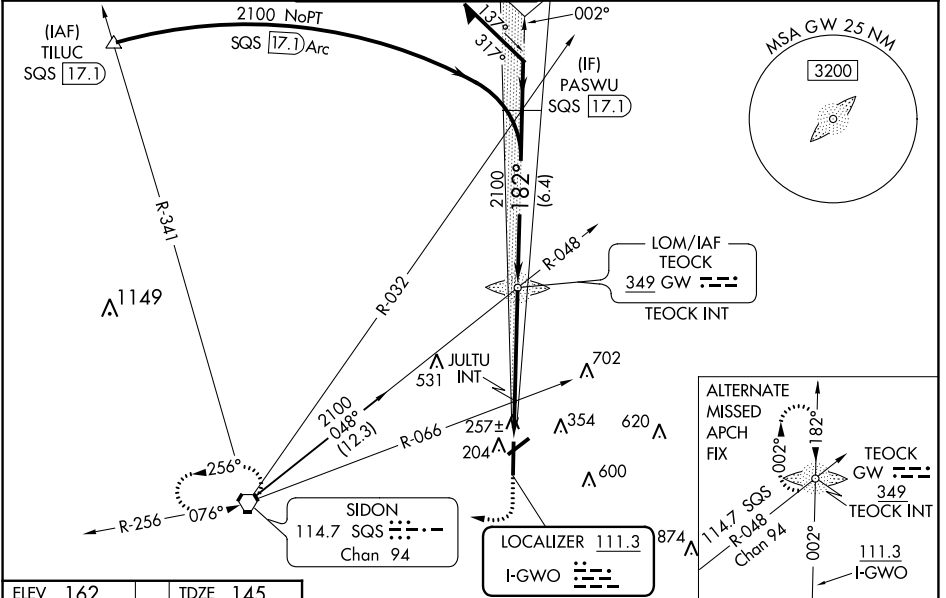 2100 NoPT
SQS 17.1 Arc
(IAF)
TILUC
SQS 17.1
137°
317°
002°
(IF)
PASWU
SQS 17.1
MSA GW 25 NM
3200
2100
182°
(6.4)
R-341
R-032
R-048
LOM/IAF
TEOCK
349 GW
TEOCK INT
1149
JULTU
INT
531
702
2100
048°
(12.3)
R-066
257±
204
354
620
600
874
256°
R-256
076°
SIDON
114.7 SQS
Chan 94
LOCALIZER 111.3
I-GWO
ALTERNATE
MISSED
APCH
FIX
182°
002°
TEOCK
GW
349
TEOCK INT
114.7 SQS
R-048
Chan 94
002°
111.3
I-GWO
ELEV 162
TDZE 145